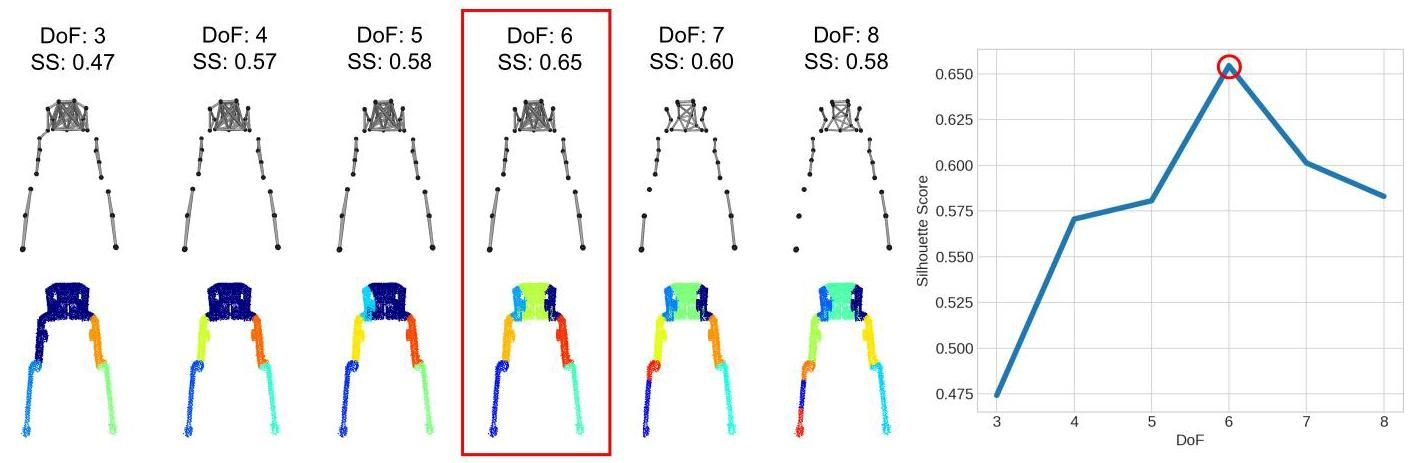 DoF: 3
SS: 0.47
DoF: 4
SS: 0.57
DoF: 5
SS: 0.58
DoF: 6
SS: 0.65
DoF: 7
SS: 0.60
DoF: 8
SS: 0.58
Silhouette Score
0.650
0.625
0.600
0.575
0.550
0.525
0.500
0.475
3 4 5 6 7 8
DoF